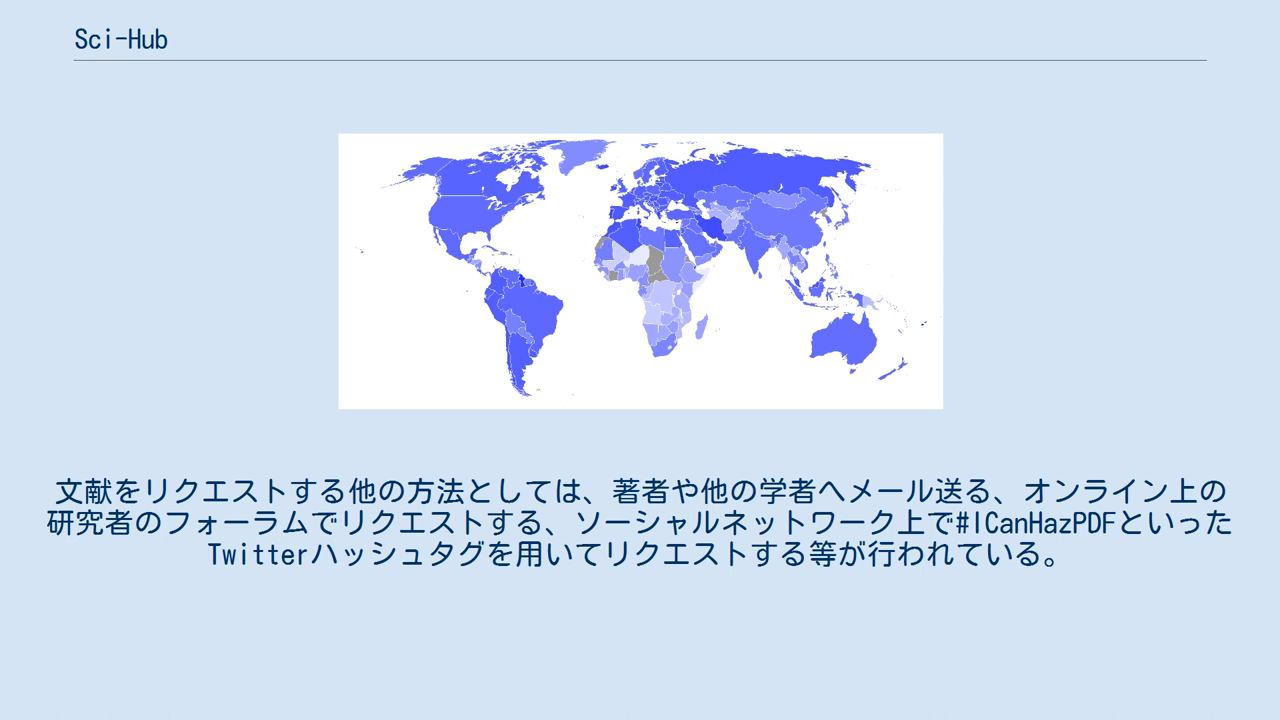 Sci-Hub
文献をリクエストする他の方法としては、著者や他の学者へメール送る、オンライン上の
研究者のフォーラムでリクエストする、ソーシャルネットワーク上で#ICanHazPDFといった
Twitterハッシュタグを用いてリクエストする等が行われている。